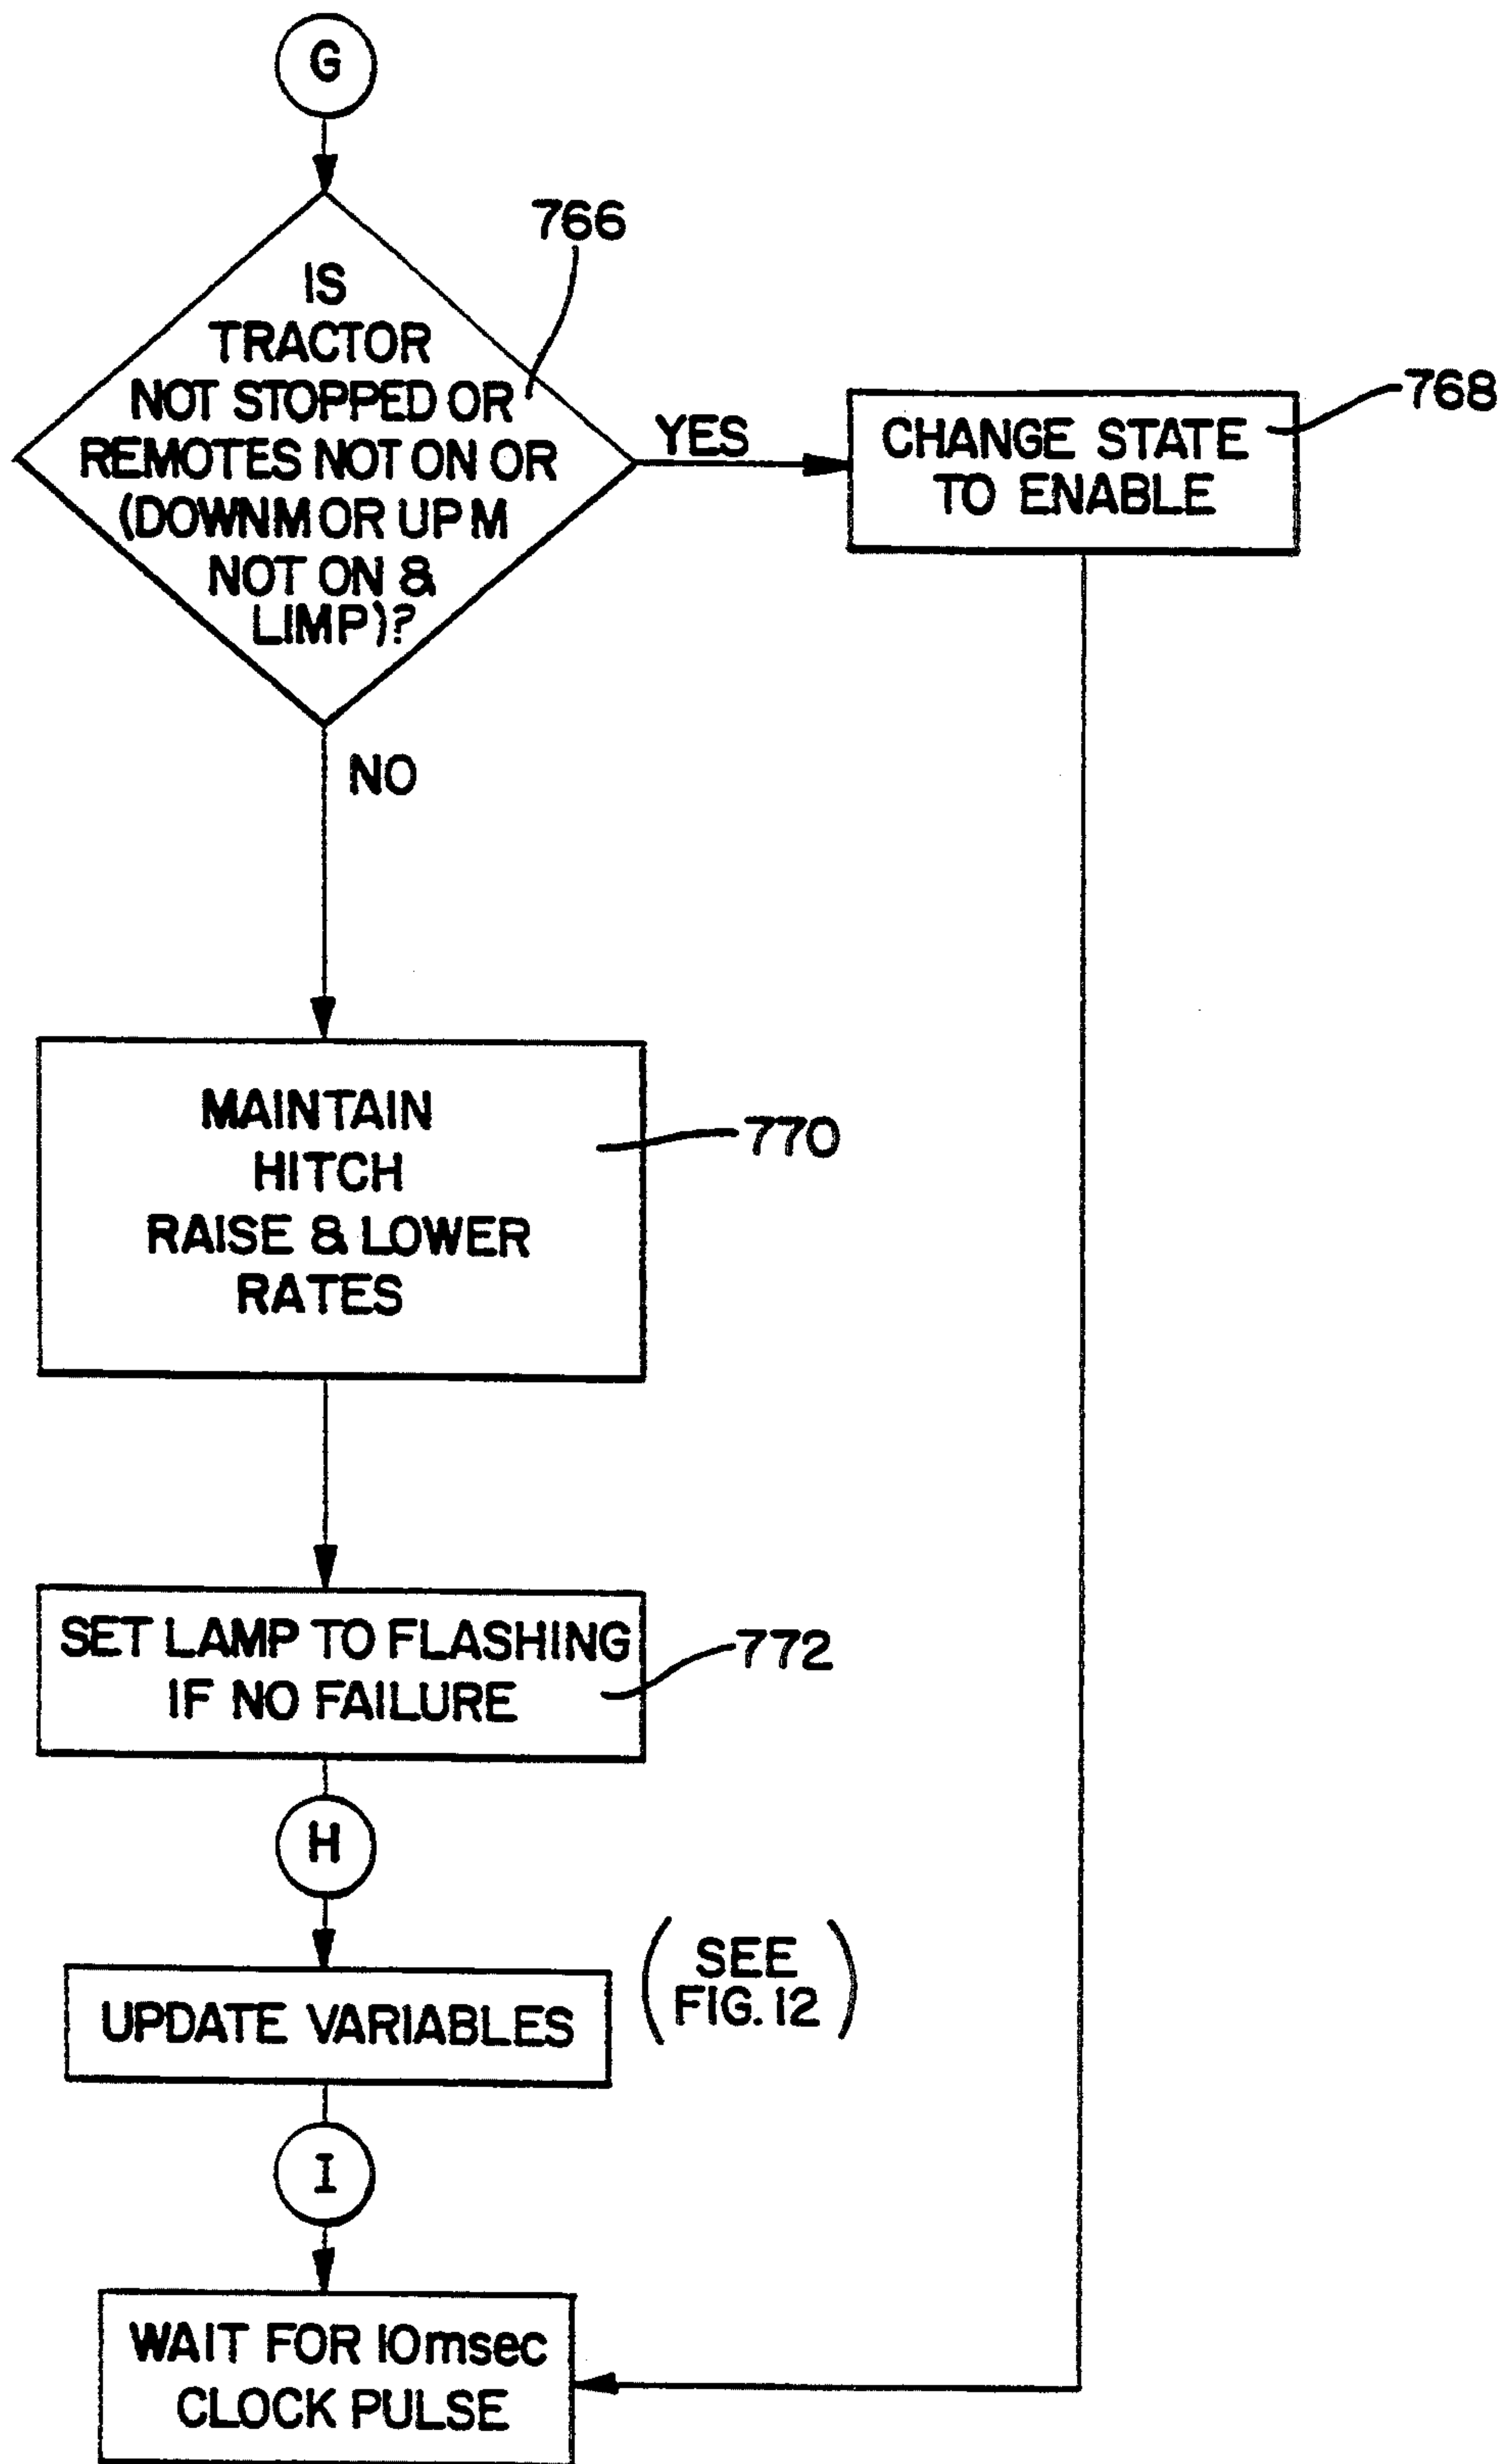 G
766
IS
TRACTOR
NOT STOPPED OR
REMOTES NOT ON OR
(DOWNM OR UPM
NOT ON &
LIMP)?
YES
CHANGE STATE
TO ENABLE
768
NO
MAINTAIN
HITCH
RAISE & LOWER
RATES
770
SET LAMP TO FLASHING
IF NO FAILURE
772
H
UPDATE VARIABLES
(SEE
FIG. 12)
I
WAIT FOR 10msec
CLOCK PULSE